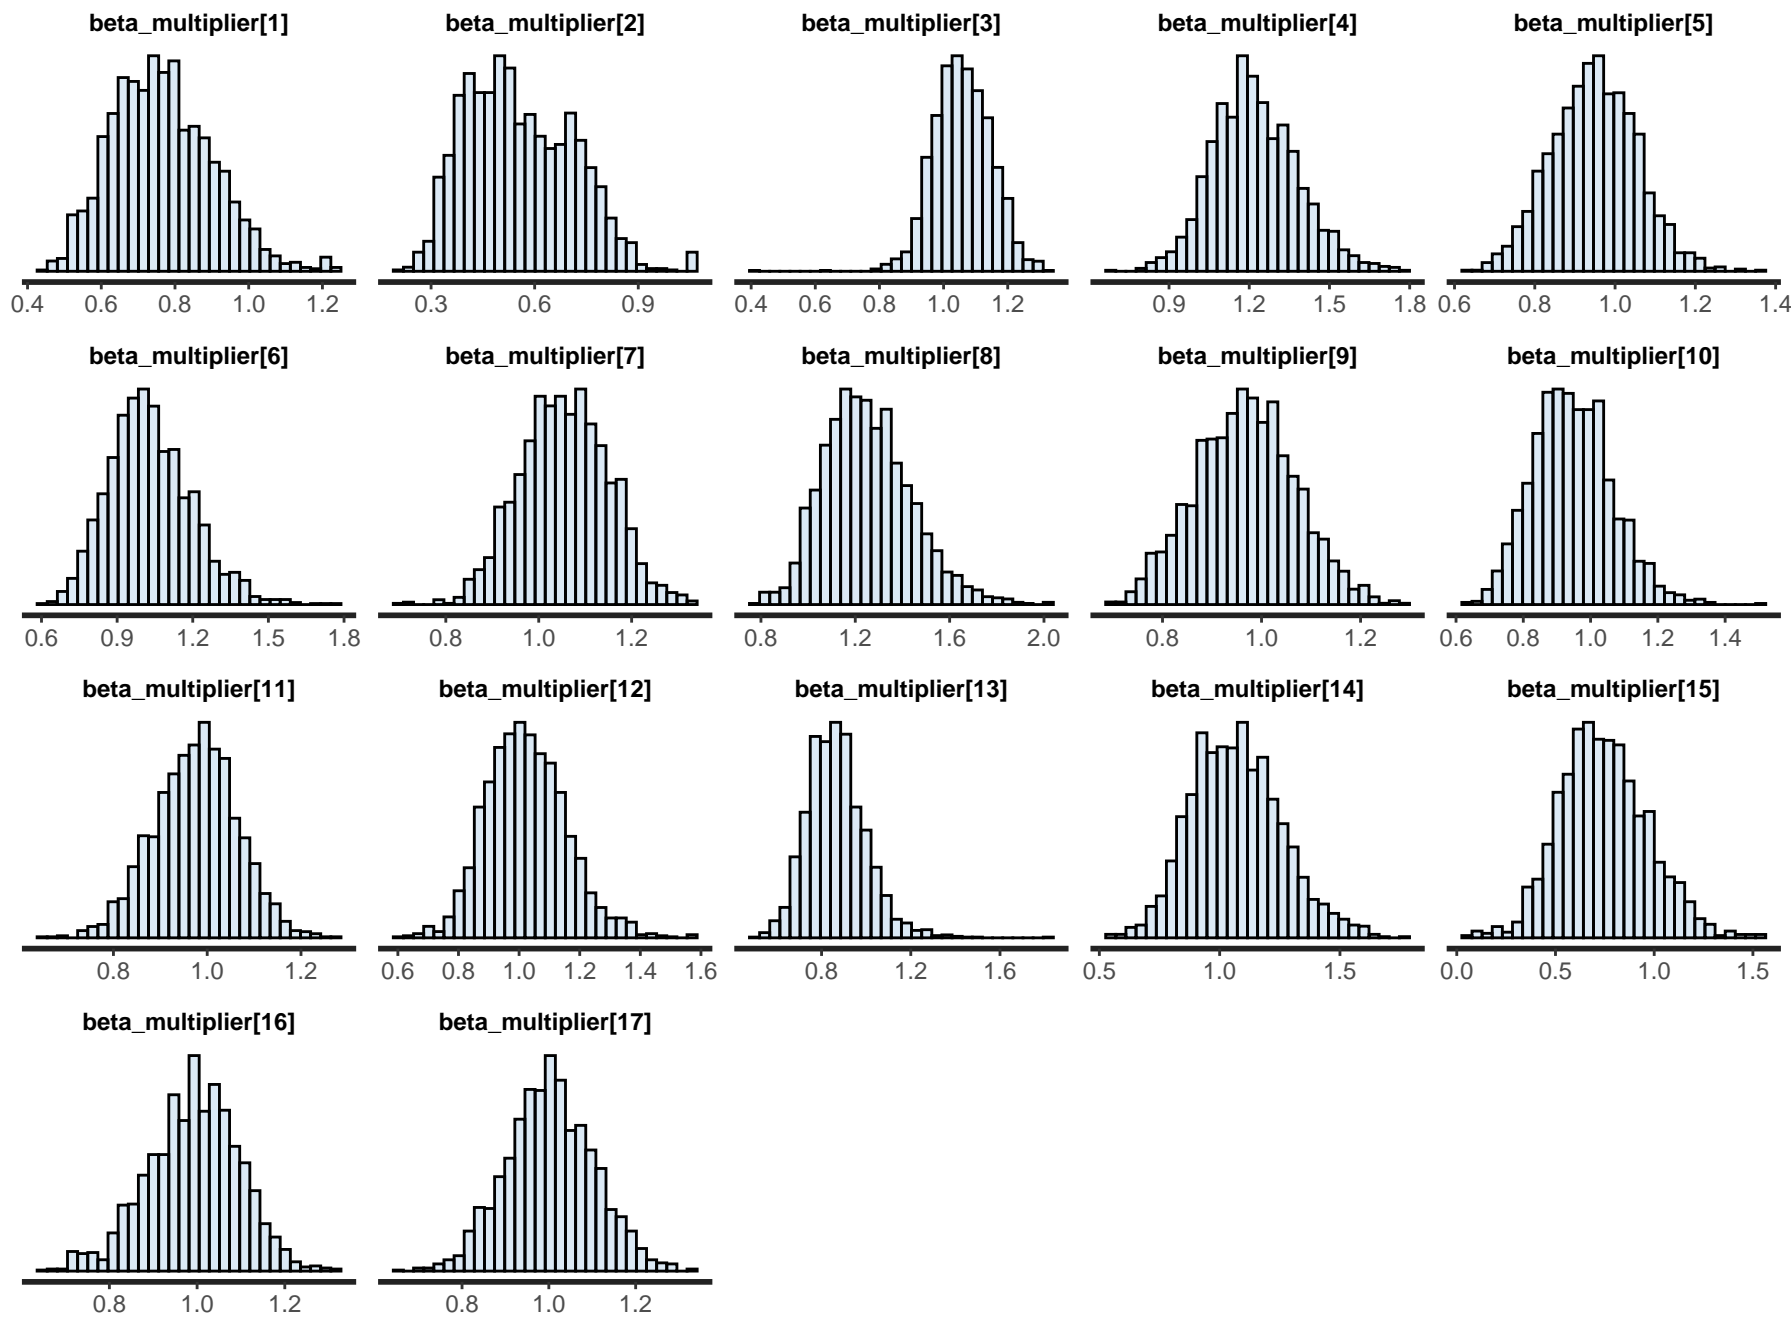 beta_multiplier[1] beta_multiplier[2] beta_multiplier[3] beta_multiplier[4] beta_multiplier[5]
0.4 0.6 0.8 1.0 1.2 0.3 0.6 0.9 0.4 0.6 0.8 1.0 1.2 0.9 1.2 1.5 1.8 0.6 0.8 1.0 1.2 1.4
beta_multiplier[6] beta_multiplier[7] beta_multiplier[8] beta_multiplier[9] beta_multiplier[10]
0.6 0.9 1.2 1.5 1.8 0.8 1.0 1.2 0.8 1.2 1.6 2.0 0.8 1.0 1.2 0.6 0.8 1.0 1.2 1.4
beta_multiplier[11] beta_multiplier[12] beta_multiplier[13] beta_multiplier[14] beta_multiplier[15]
0.8 1.0 1.2 0.6 0.8 1.0 1.2 1.4 1.6 0.8 1.2 1.6 0.5 1.0 1.5 0.0 0.5 1.0 1.5
beta_multiplier[16] beta_multiplier[17]
0.8 1.0 1.2 0.8 1.0 1.2